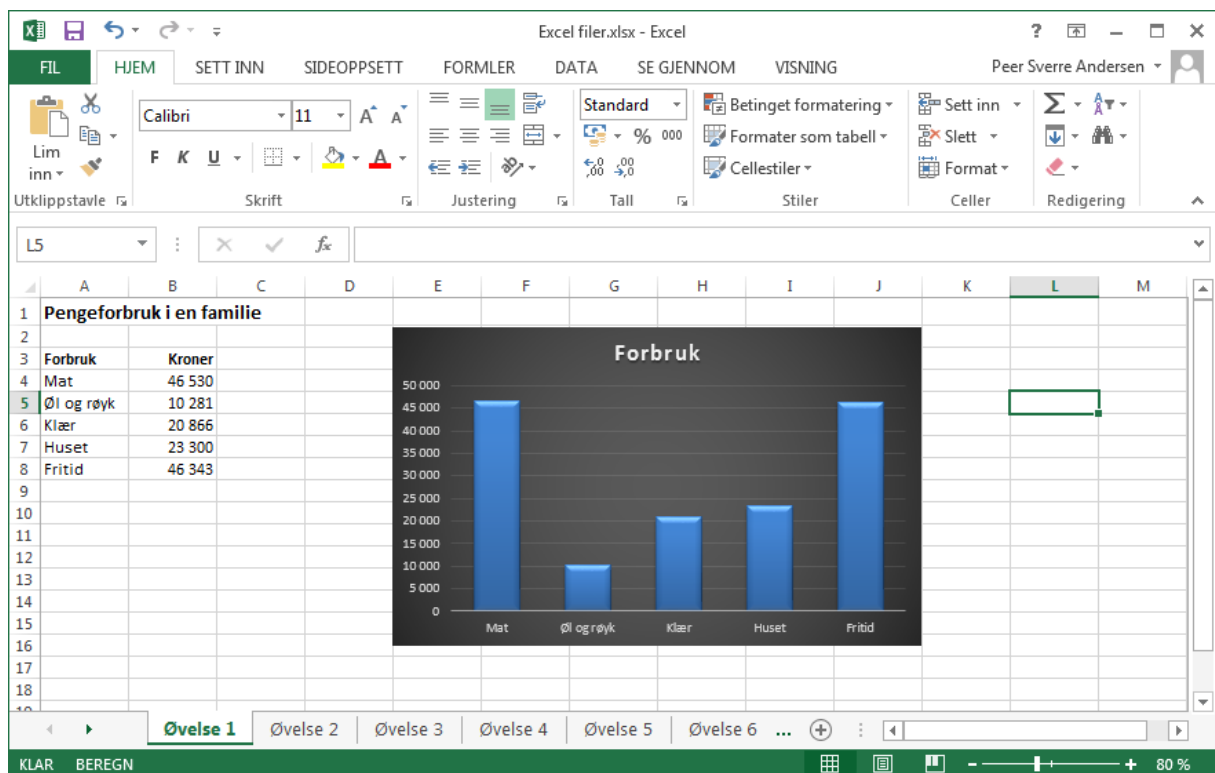 Excel filer.xlsx - Excel
?
FIL HJEM SETT INN SIDEOPPSETT FORMLER DATA SE GJENNOM VISNING Peer Sverre Andersen
Lim inn
Calibri 11 A A
F K U A
Standard
% 000
Betinget formatering
Formater som tabell
Cellestiler
Sett inn
Slett
Format
Σ
Utklippstavle Skrift Justering Tall Stiler Celler Redigering
L5 fx
A B C D E F G H I J K L M
1 Pengeforbruk i en familie
2
3 Forbruk Kroner
4 Mat 46 530
5 Øl og røyk 10 281
6 Klær 20 866
7 Huset 23 300
8 Fritid 46 343
9
10
11
12
13
14
15
16
17
18
Forbruk
50 000
45 000
40 000
35 000
30 000
25 000
20 000
15 000
10 000
5 000
0
Mat Øl og røyk Klær Huset Fritid
Øvelse 1 Øvelse 2 Øvelse 3 Øvelse 4 Øvelse 5 Øvelse 6 ...
KLAR BEREGN 80 %